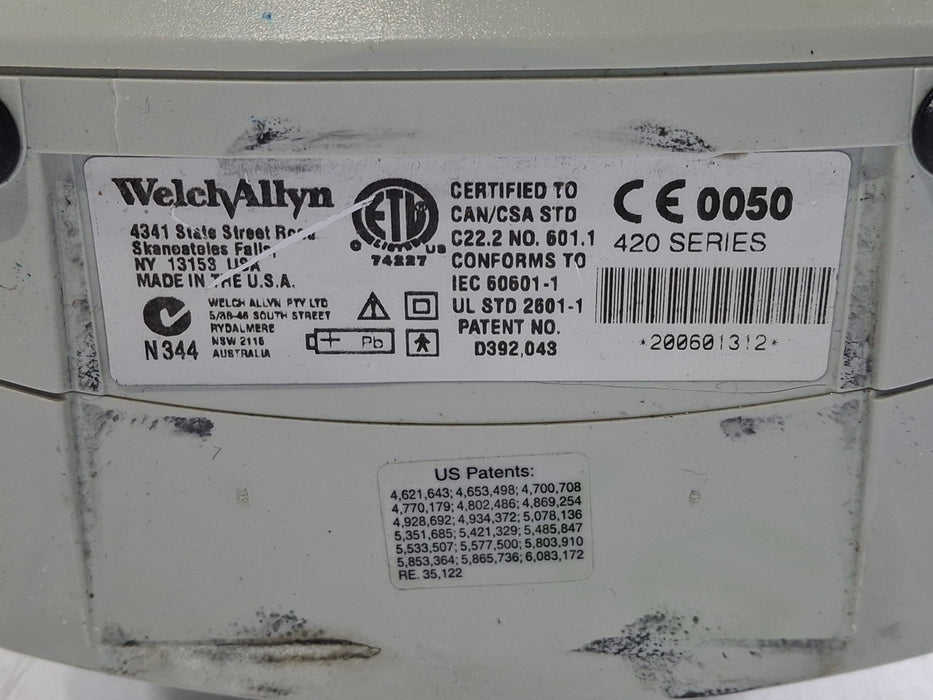 WelchAllyn
4341 State Street Road
Skaneateles Falls,
NY 13153 USA
MADE IN THE U.S.A.
N344
WELCH ALLYN PTY LTD
5/38-46 SOUTH STREET
RYDALMERE
NSW 2116
AUSTRALIA
ETL
C LISTED US
74227
Pb
CERTIFIED TO
CAN/CSA STD
C22.2 NO. 601.1
CONFORMS TO
IEC 60601-1
UL STD 2601-1
PATENT NO.
D392,043
CE 0050
420 SERIES
*200601312*
US Patents:
4,621,643; 4,653,498; 4,700,708
4,770,179; 4,802,486; 4,869,254
4,928,692; 4,934,372; 5,078,136
5,351,685; 5,421,329; 5,485,847
5,533,507; 5,577,500; 5,803,910
5,853,364; 5,865,736; 6,083,172
RE. 35,122